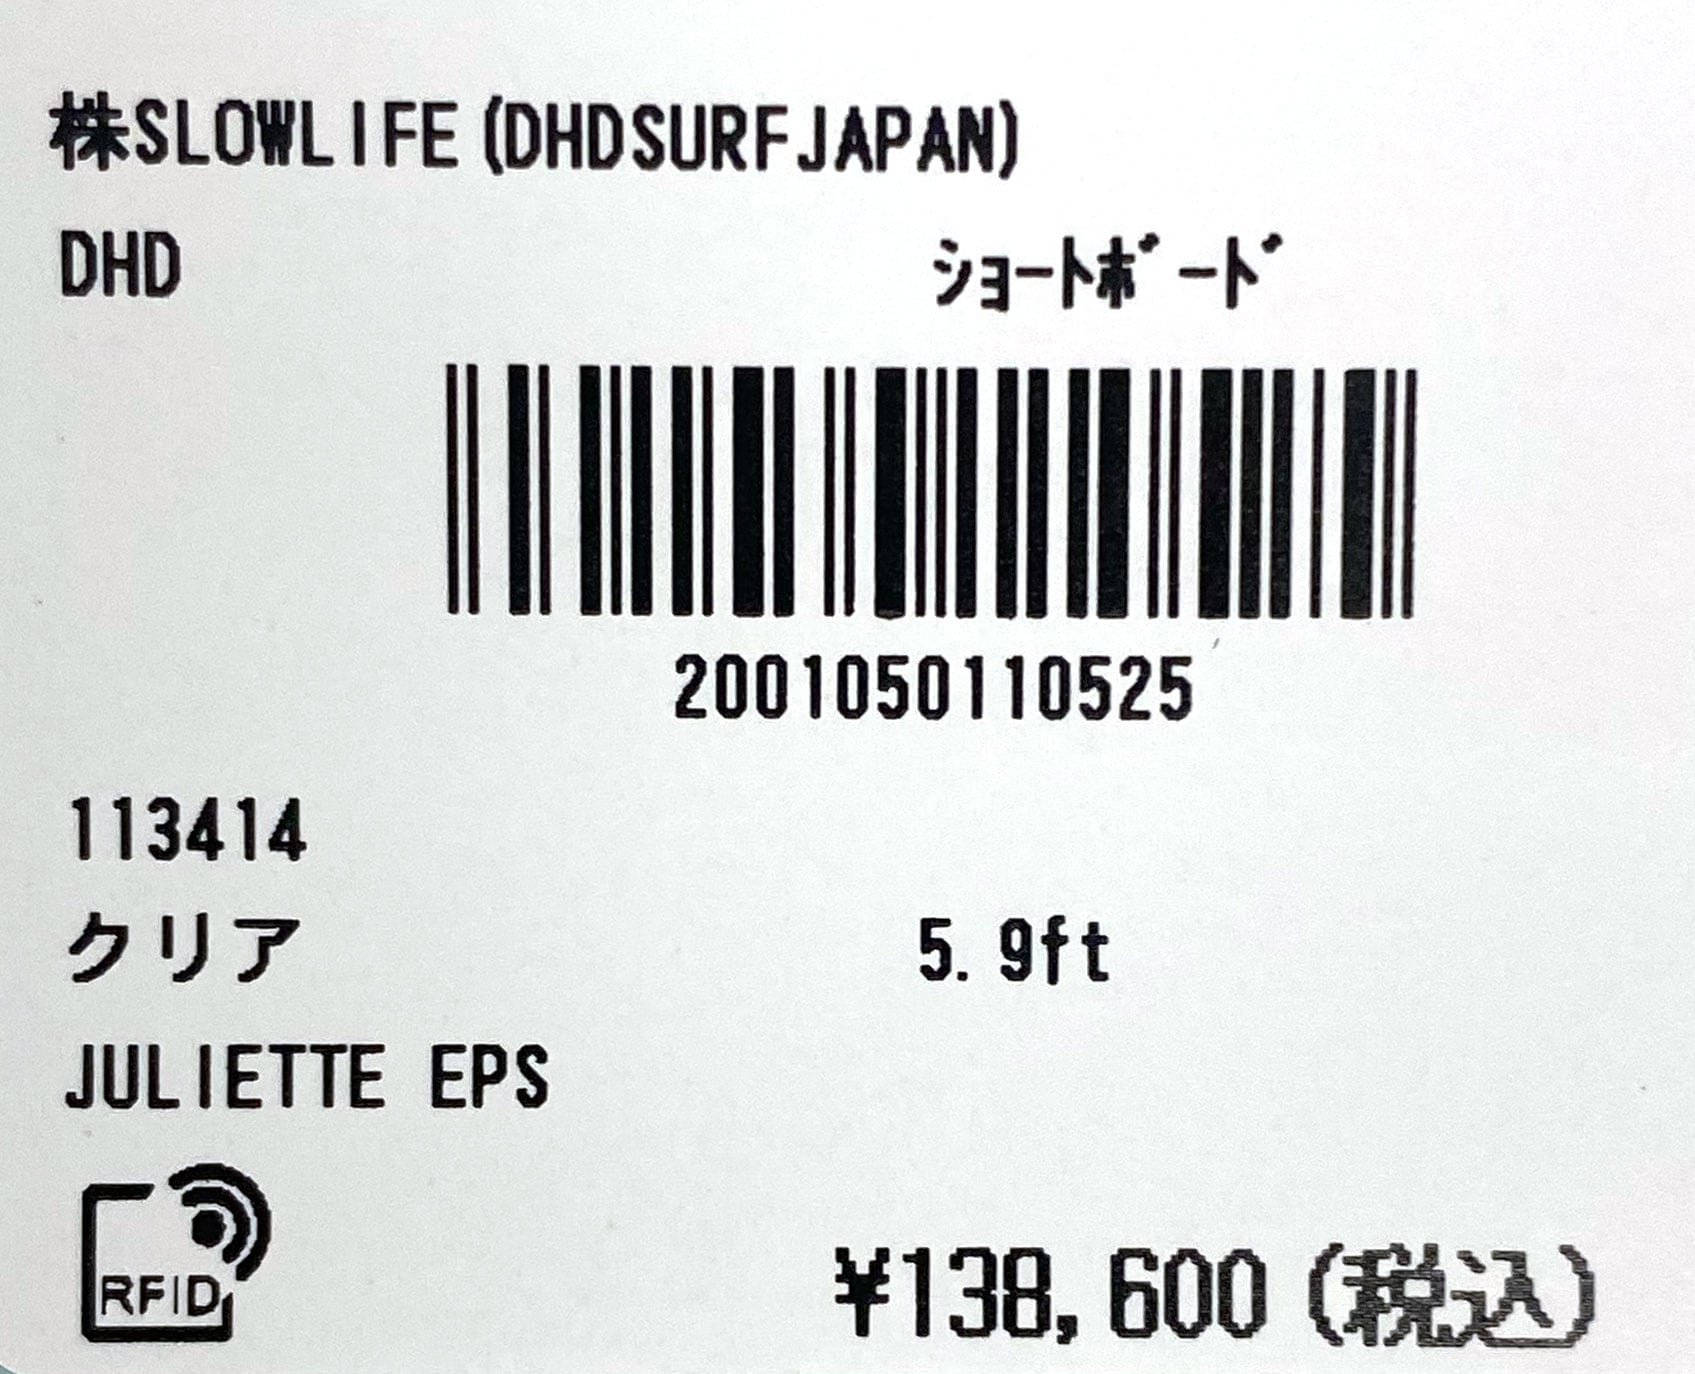 株SLOWLIFE(DHDSURFJAPAN)
DHD ｼｮｰﾄﾎﾞｰﾄﾞ
2001050110525
113414
クリア 5.9ft
JULIETTE EPS
RFID
¥138,600(税込)